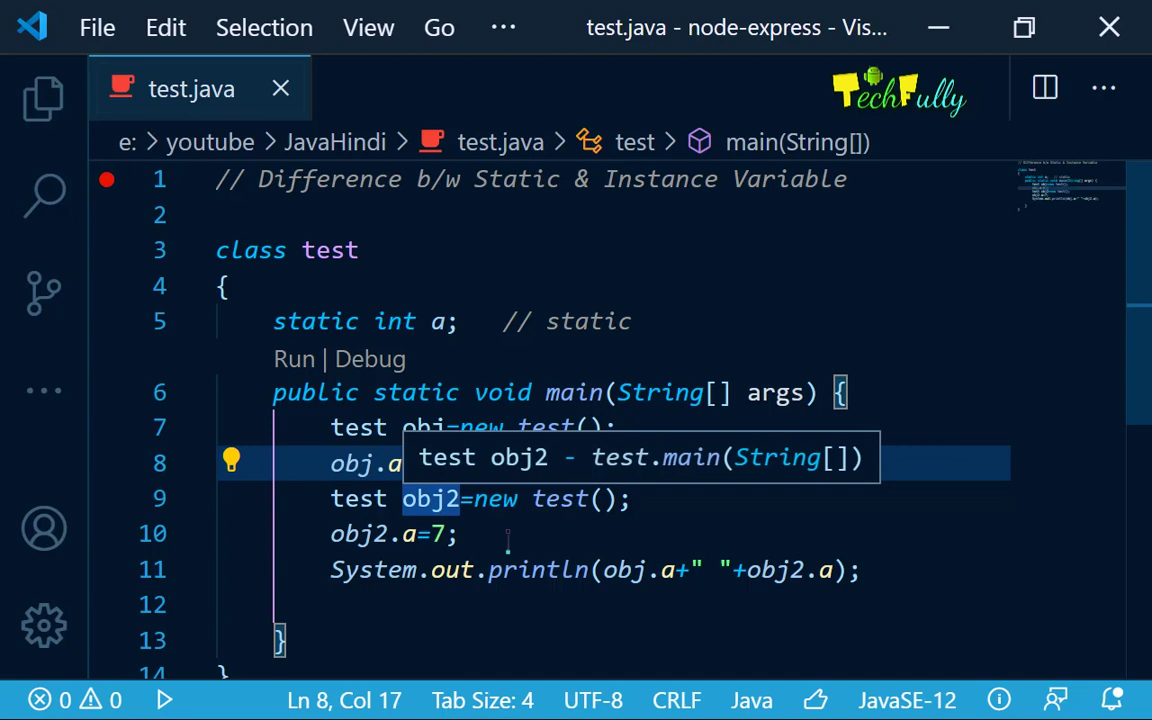 File Edit Selection View Go ··· test.java - node-express - Vis...
test.java
TechFully
e: > youtube > JavaHindi > test.java > test > main(String[])
1 // Difference b/w Static & Instance Variable
2
3 class test
4 {
5 static int a; // static
Run | Debug
6 public static void main(String[] args) {
7 test obj=new test();
test obj2 - test.main(String[])
8 obj.a
9 test obj2=new test();
10 obj2.a=7;
11 System.out.println(obj.a+" "+obj2.a);
12
13 }
14 }
0 0 Ln 8, Col 17 Tab Size: 4 UTF-8 CRLF Java JavaSE-12